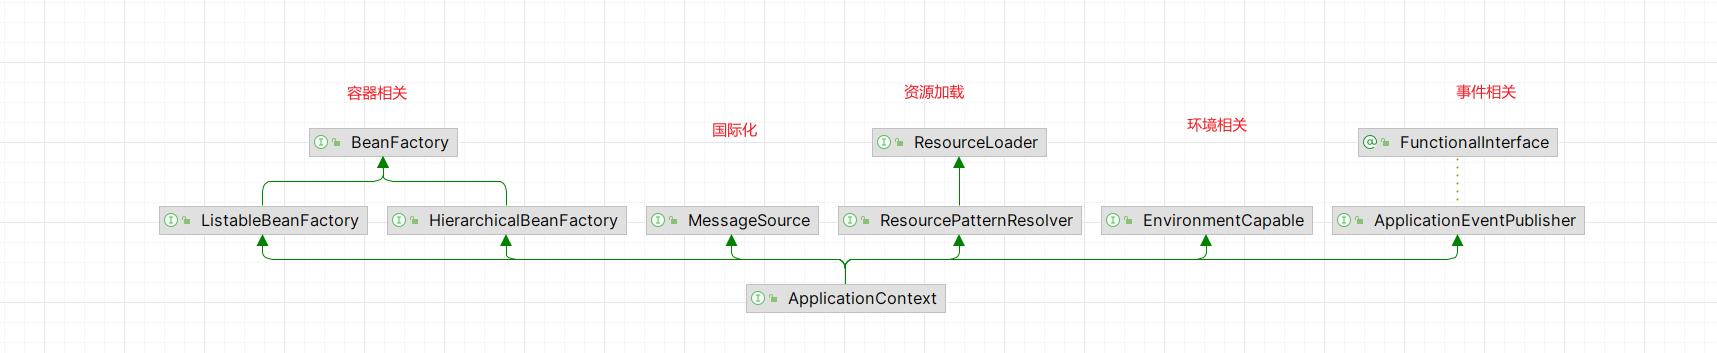 容器相关
资源加载
事件相关
国际化
环境相关
BeanFactory
ResourceLoader
FunctionalInterface
ListableBeanFactory
HierarchicalBeanFactory
MessageSource
ResourcePatternResolver
EnvironmentCapable
ApplicationEventPublisher
ApplicationContext